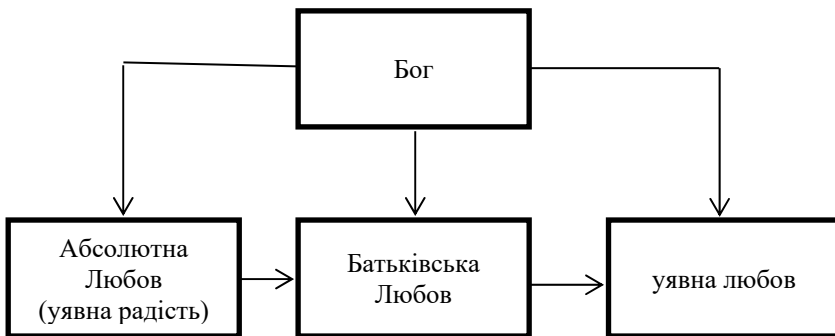 Бог
Абсолютна
Любов
(уявна радість)
Батьківська
Любов
уявна любов